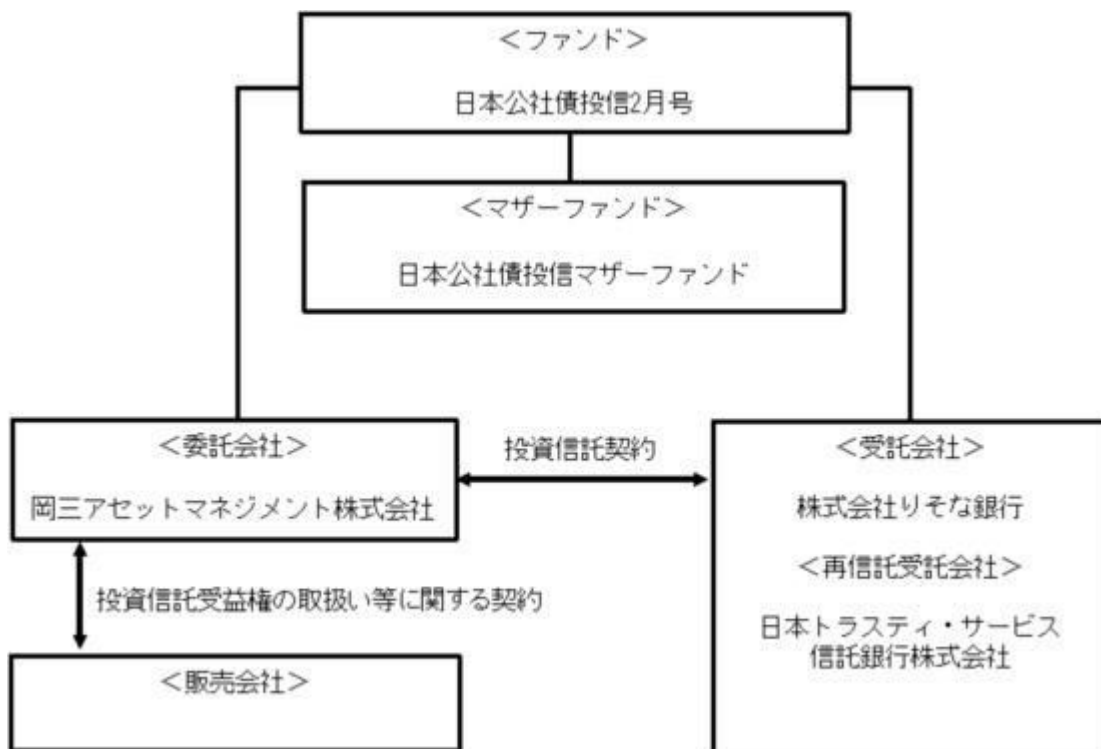 ＜ファンド＞
日本公社債投信2月号
＜マザーファンド＞
日本公社債投信マザーファンド
＜委託会社＞
岡三アセットマネジメント株式会社
投資信託契約
＜受託会社＞
株式会社りそな銀行
＜再信託受託会社＞
日本トラスティ・サービス
信託銀行株式会社
投資信託受益権の取扱い等に関する契約
＜販売会社＞